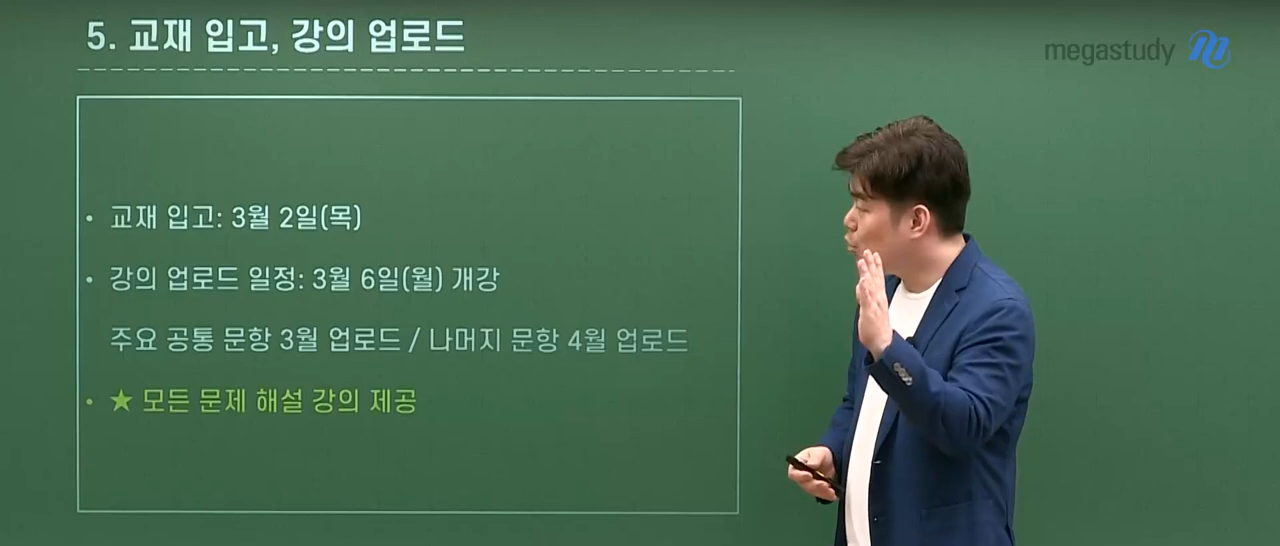 5. 교재 입고, 강의 업로드
megastudy
• 교재 입고: 3월 2일(목)
• 강의 업로드 일정: 3월 6일(월) 개강
주요 공통 문항 3월 업로드 / 나머지 문항 4월 업로드
• ★ 모든 문제 해설 강의 제공